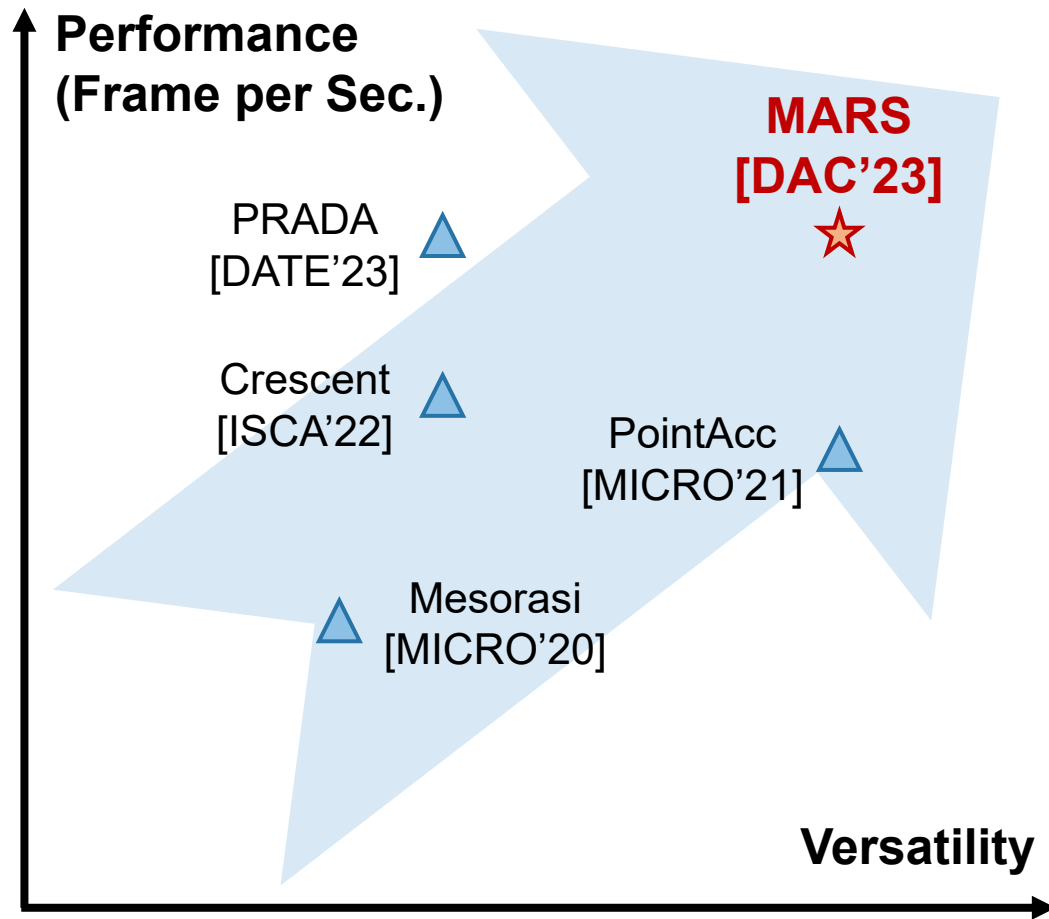 Performance
(Frame per Sec.)
MARS
[DAC’23]
PRADA
[DATE’23]
Crescent
[ISCA’22]
PointAcc
[MICRO’21]
Mesorasi
[MICRO’20]
Versatility